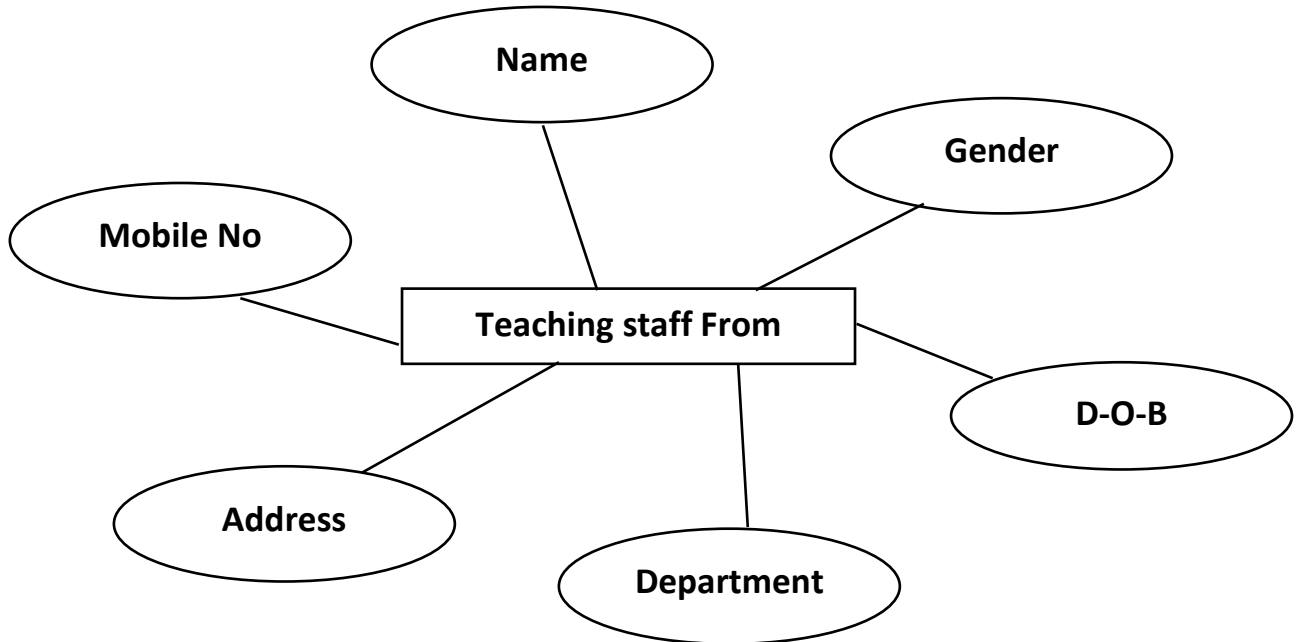 Name
Gender
Mobile No
Teaching staff From
D-O-B
Address
Department